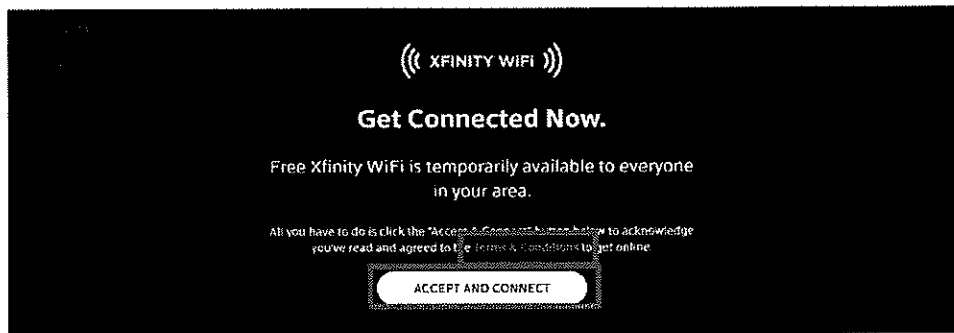 XFINITY WiFi
Get Connected Now.
Free Xfinity WiFi is temporarily available to everyone
in your area.
All you have to do is click the "Accept & Connect" button below to acknowledge
you've read and agreed to the Terms & Conditions to get online.
ACCEPT AND CONNECT